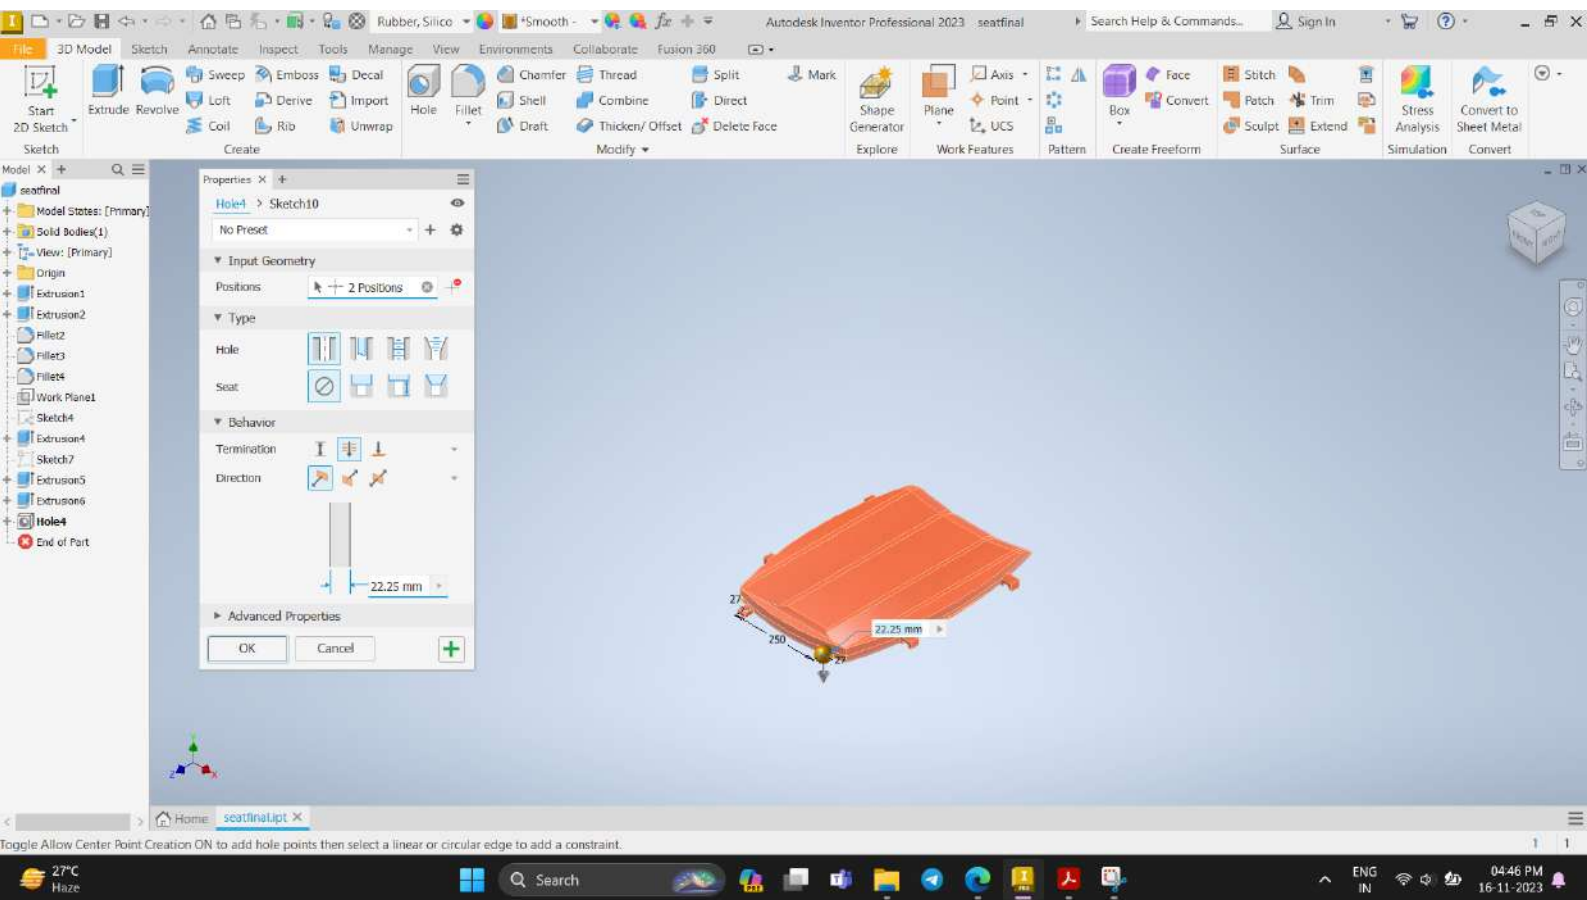 Rubber, Silico
*Smooth -
Autodesk Inventor Professional 2023 seatfinal
Search Help & Commands...
Sign In
File 3D Model Sketch Annotate Inspect Tools Manage View Environments Collaborate Fusion 360
Start
2D Sketch
Extrude
Revolve
Sweep
Emboss
Decal
Loft
Derive
Import
Coil
Rib
Unwrap
Hole
Fillet
Chamfer
Thread
Split
Mark
Shell
Combine
Direct
Draft
Thicken/ Offset
Delete Face
Shape
Generator
Plane
Axis
Point
UCS
Box
Face
Convert
Stitch
Patch
Trim
Sculpt
Extend
Stress
Analysis
Convert to
Sheet Metal
Sketch
Create
Modify
Explore
Work Features
Pattern
Create Freeform
Surface
Simulation
Convert
Model
seatfinal
Model States: [Primary]
Solid Bodies(1)
View: [Primary]
Origin
Extrusion1
Extrusion2
Fillet2
Fillet3
Fillet4
Work Plane1
Sketch4
Extrusion4
Sketch7
Extrusion5
Extrusion6
Hole4
End of Part
Properties
Hole4 > Sketch10
No Preset
Input Geometry
Positions
2 Positions
Type
Hole
Seat
Behavior
Termination
Direction
22.25 mm
Advanced Properties
OK
Cancel
27
250
22.25 mm
27
Y
Z
X
Home
seatfinal.ipt
Toggle Allow Center Point Creation ON to add hole points then select a linear or circular edge to add a constraint.
1 1
27°C
Haze
Search
ENG
IN
04:46 PM
16-11-2023